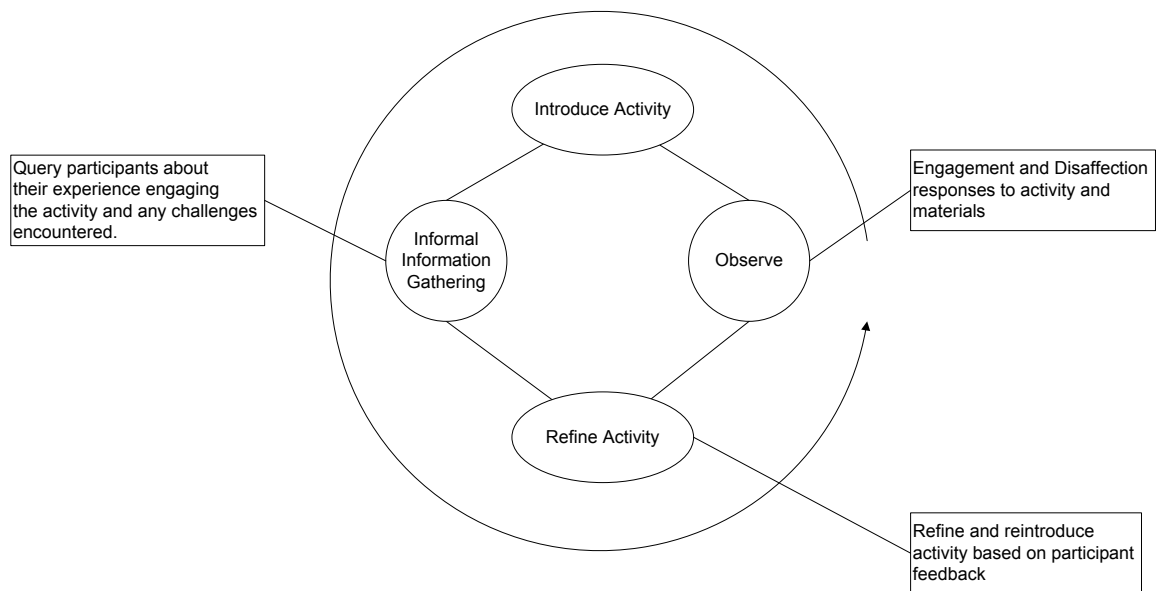 Introduce Activity
Query participants about
their experience engaging
the activity and any challenges
encountered.
Engagement and Disaffection
responses to activity and
materials
Informal
Information
Gathering
Observe
Refine Activity
Refine and reintroduce
activity based on participant
feedback